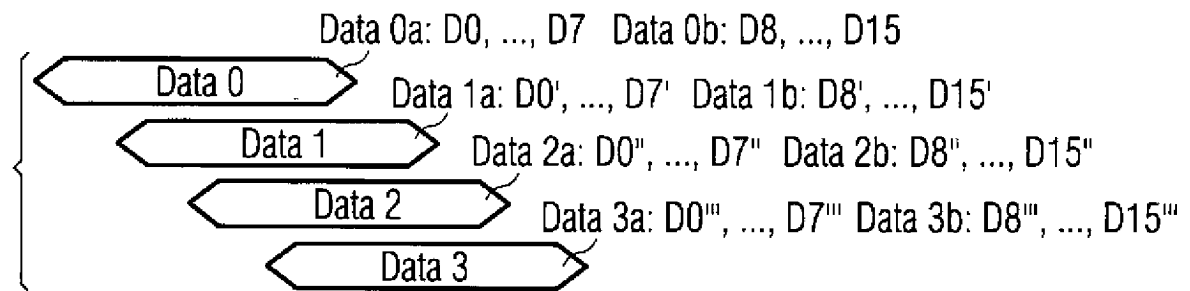 Data 0a: D0, ..., D7 Data 0b: D8, ..., D15
Data 0
Data 1a: D0', ..., D7' Data 1b: D8', ..., D15'
Data 1
Data 2a: D0", ..., D7" Data 2b: D8", ..., D15"
Data 2
Data 3a: D0''', ..., D7''' Data 3b: D8''', ..., D15'''
Data 3